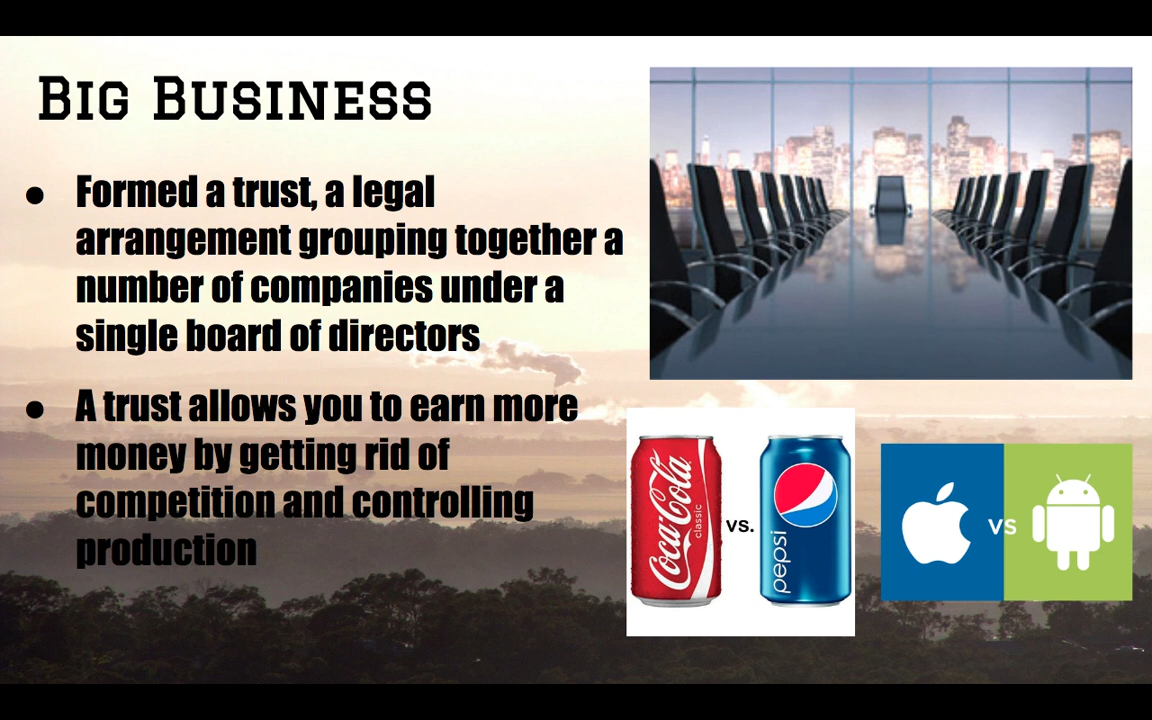 Big Business
● Formed a trust, a legal
arrangement grouping together a
number of companies under a
single board of directors
● A trust allows you to earn more
money by getting rid of
competition and controlling
production
Coca-Cola
classic
vs.
pepsi
VS